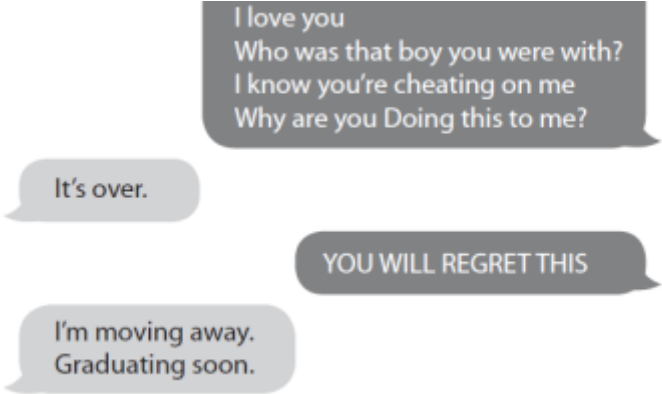 I love you
Who was that boy you were with?
I know you're cheating on me
Why are you Doing this to me?
It's over.
YOU WILL REGRET THIS
I'm moving away.
Graduating soon.